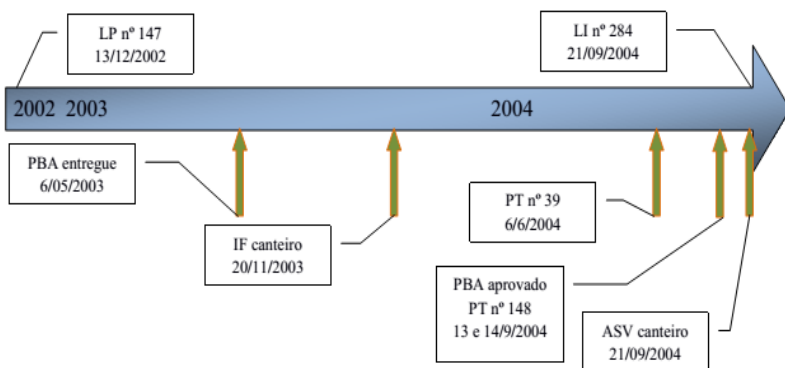 LP nº 147
13/12/2002
LI nº 284
21/09/2004
2002 2003 2004
PBA entregue
6/05/2003
IF canteiro
20/11/2003
PT nº 39
6/6/2004
PBA aprovado
PT nº 148
13 e 14/9/2004
ASV canteiro
21/09/2004